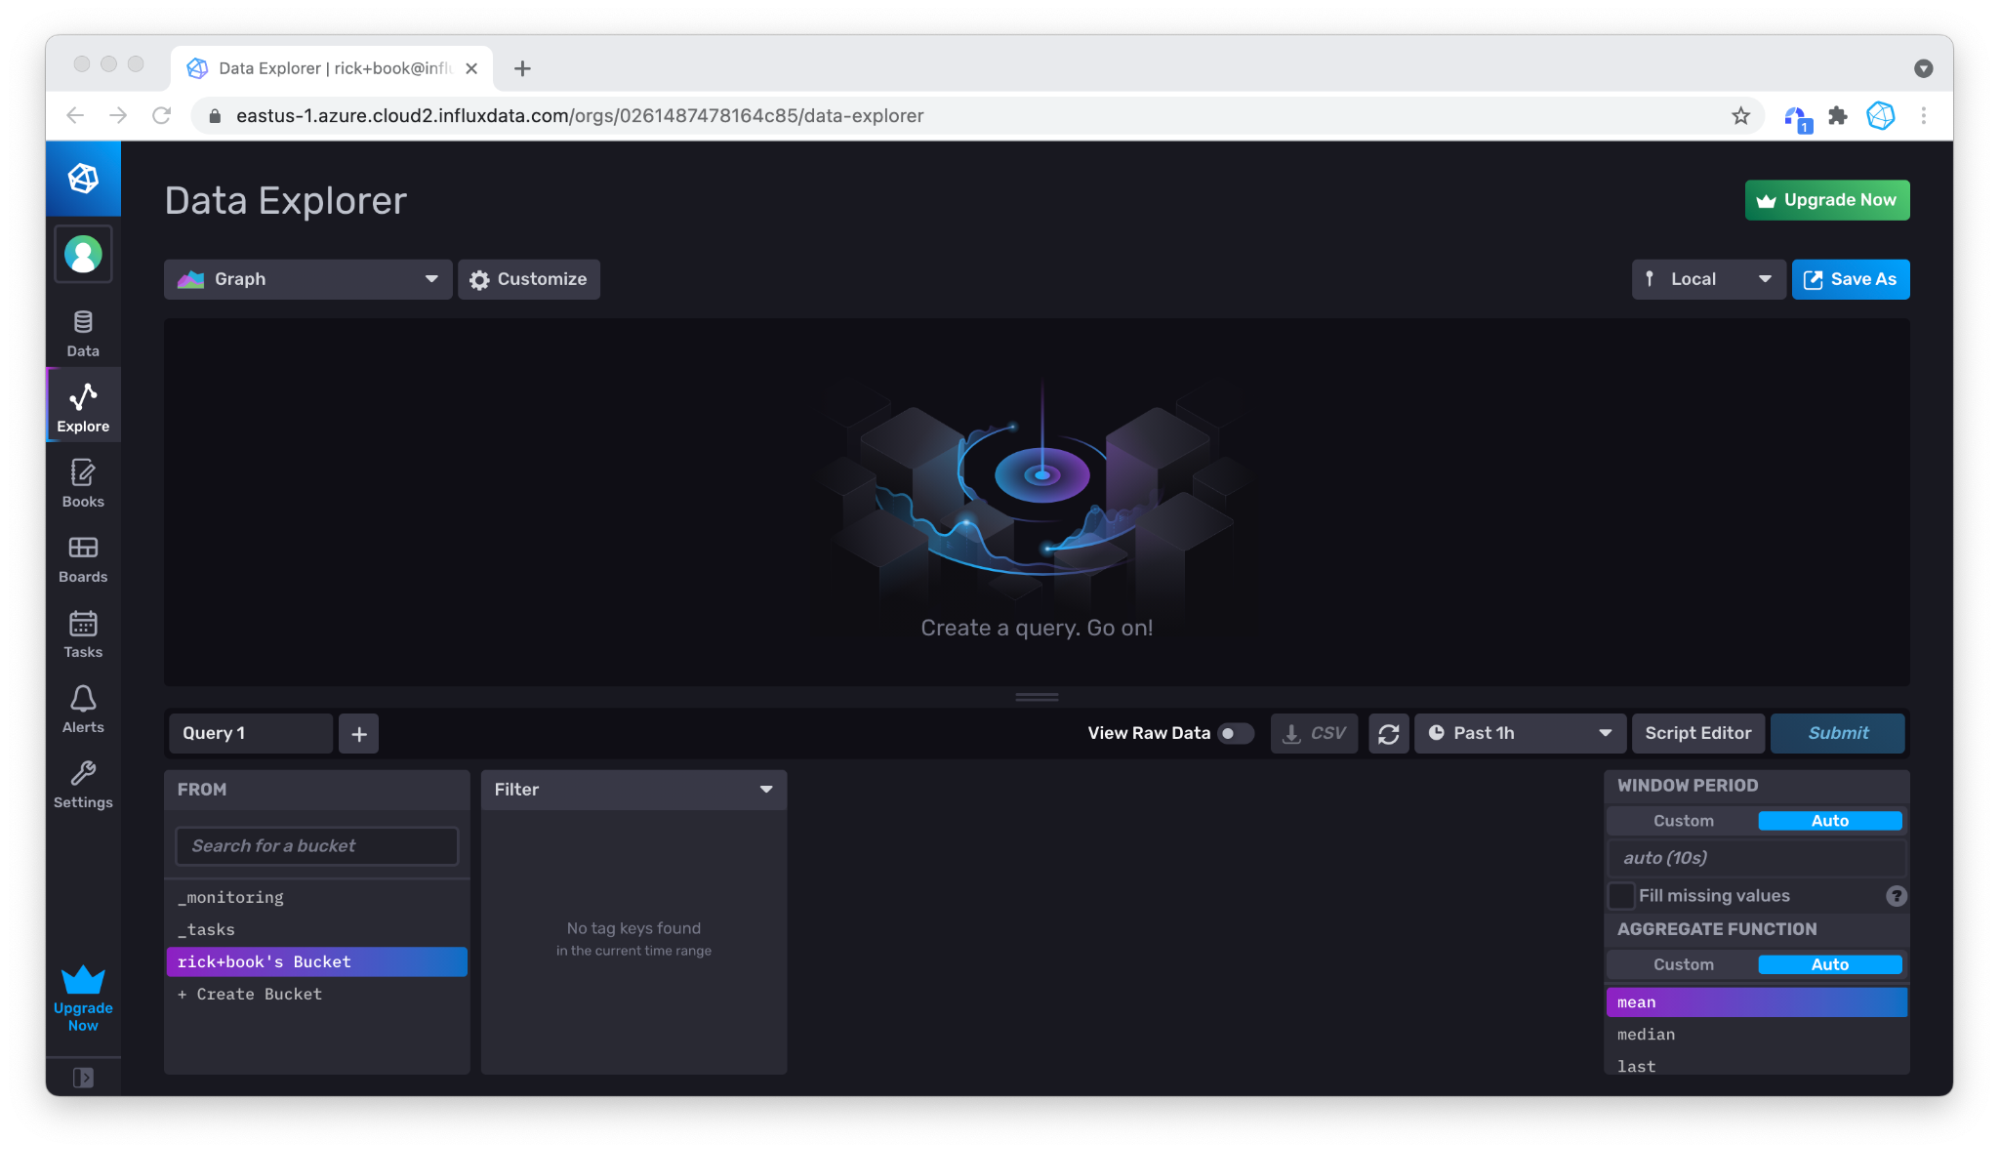 Data Explorer | rick+book@infl
eastus-1.azure.cloud2.influxdata.com/orgs/0261487478164c85/data-explorer
1
Data Explorer
Upgrade Now
Graph
Customize
Local
Save As
Data
Explore
Books
Boards
Tasks
Alerts
Settings
Upgrade
Now
Create a query. Go on!
Query 1
View Raw Data
CSV
Past 1h
Script Editor
Submit
FROM
Search for a bucket
_monitoring
_tasks
rick+book's Bucket
+ Create Bucket
Filter
No tag keys found
in the current time range
WINDOW PERIOD
Custom Auto
auto (10s)
Fill missing values
?
AGGREGATE FUNCTION
Custom Auto
mean
median
last